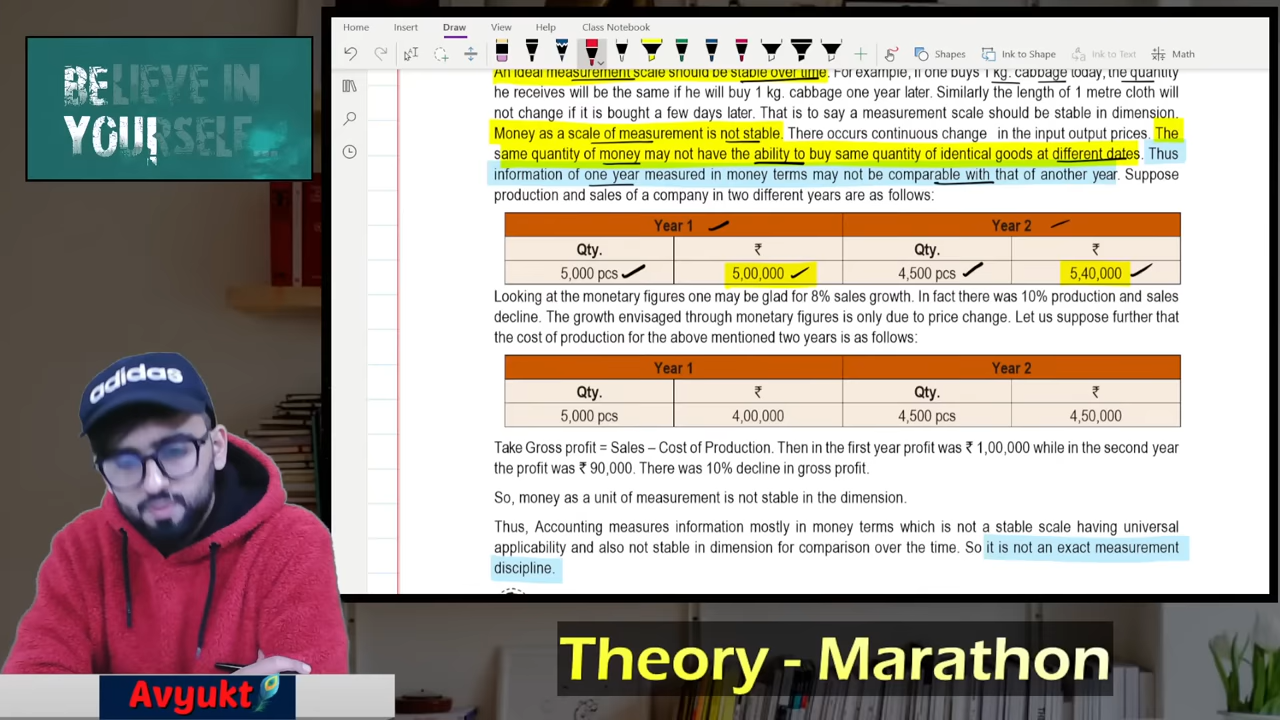 Home Insert Draw View Help Class Notebook
Shapes Ink to Shape Ink to Text Math
BELIEVE IN
YOURSELF...
An ideal measurement scale should be stable over time. For example, if one buys 1 kg. cabbage today, the quantity
he receives will be the same if he will buy 1 kg. cabbage one year later. Similarly the length of 1 metre cloth will
not change if it is bought a few days later. That is to say a measurement scale should be stable in dimension.
Money as a scale of measurement is not stable. There occurs continuous change in the input output prices. The
same quantity of money may not have the ability to buy same quantity of identical goods at different dates. Thus
information of one year measured in money terms may not be comparable with that of another year. Suppose
production and sales of a company in two different years are as follows:
Year 1 Year 2
Qty. ₹ Qty. ₹
5,000 pcs 5,00,000 4,500 pcs 5,40,000
Looking at the monetary figures one may be glad for 8% sales growth. In fact there was 10% production and sales
decline. The growth envisaged through monetary figures is only due to price change. Let us suppose further that
the cost of production for the above mentioned two years is as follows:
Year 1 Year 2
Qty. ₹ Qty. ₹
5,000 pcs 4,00,000 4,500 pcs 4,50,000
Take Gross profit = Sales – Cost of Production. Then in the first year profit was ₹ 1,00,000 while in the second year
the profit was ₹ 90,000. There was 10% decline in gross profit.
So, money as a unit of measurement is not stable in the dimension.
Thus, Accounting measures information mostly in money terms which is not a stable scale having universal
applicability and also not stable in dimension for comparison over the time. So it is not an exact measurement
discipline.
adidas
Theory - Marathon
Avyukt